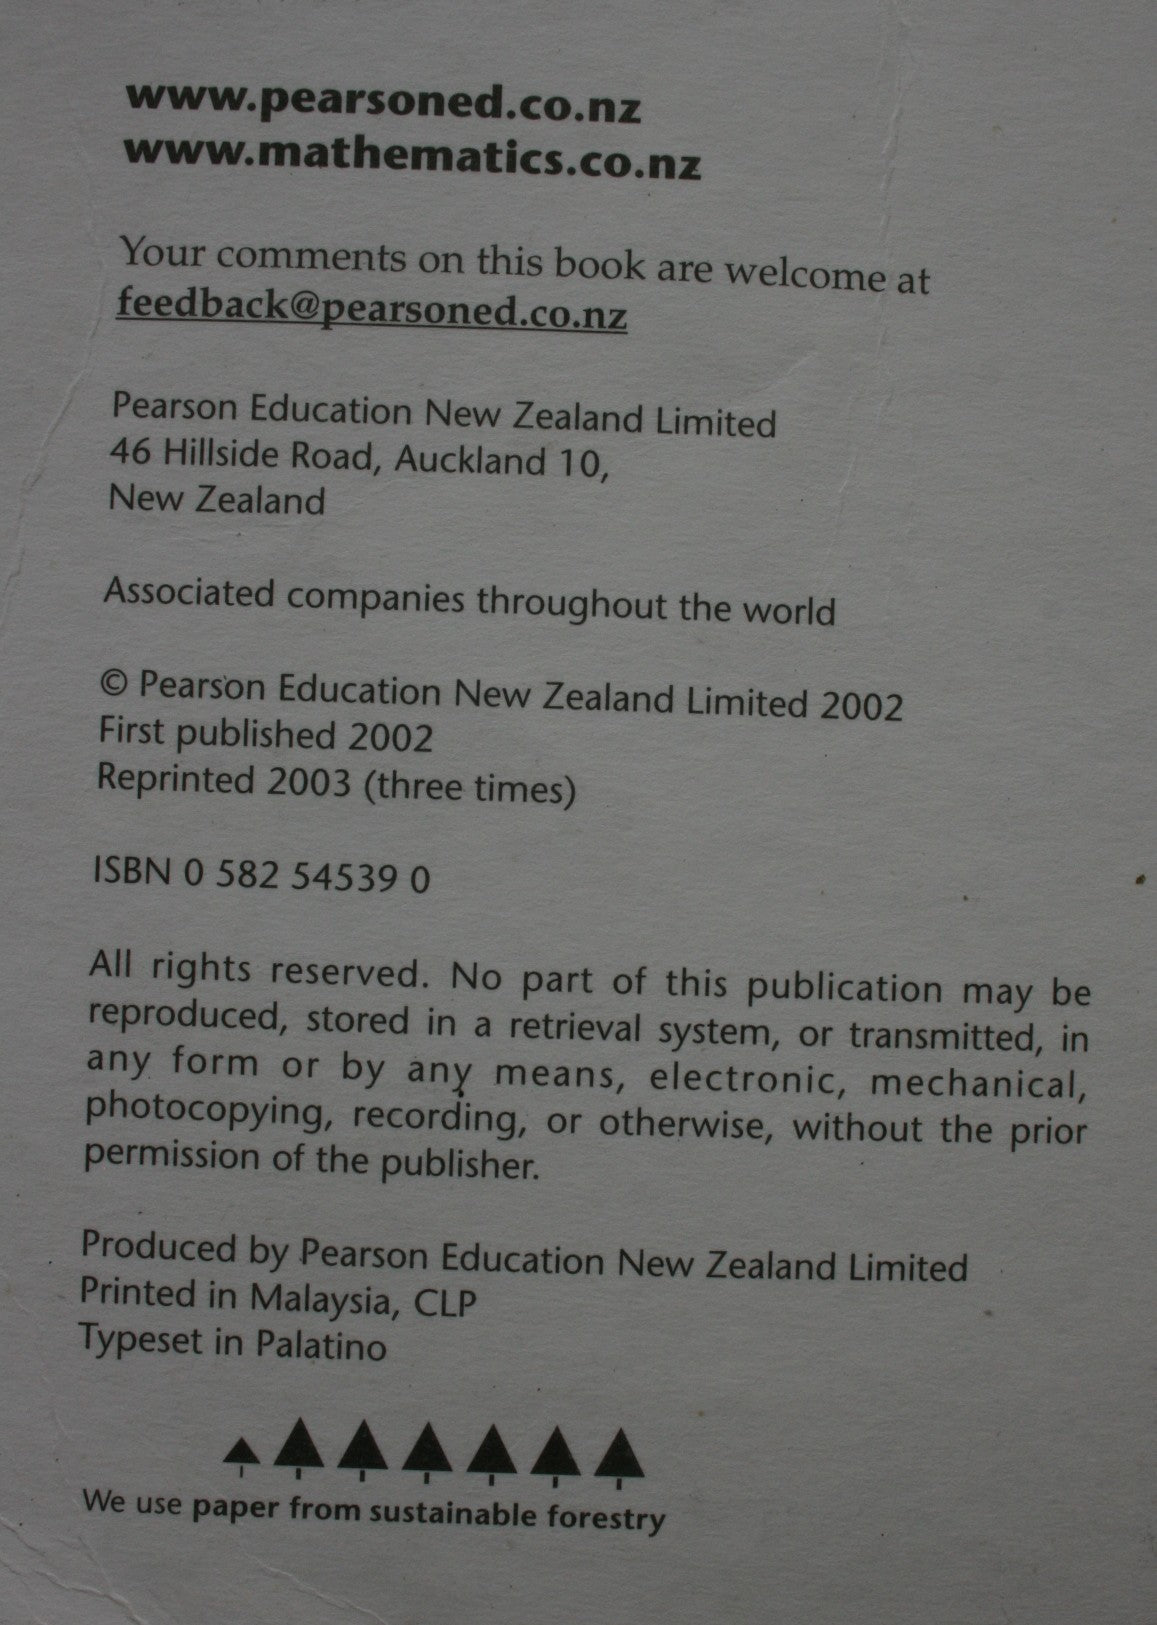 www.pearsoned.co.nz
www.mathematics.co.nz
Your comments on this book are welcome at
feedback@pearsoned.co.nz
Pearson Education New Zealand Limited
46 Hillside Road, Auckland 10,
New Zealand
Associated companies throughout the world
© Pearson Education New Zealand Limited 2002
First published 2002
Reprinted 2003 (three times)
ISBN 0 582 54539 0
All rights reserved. No part of this publication may be
reproduced, stored in a retrieval system, or transmitted, in
any form or by any means, electronic, mechanical,
photocopying, recording, or otherwise, without the prior
permission of the publisher.
Produced by Pearson Education New Zealand Limited
Printed in Malaysia, CLP
Typeset in Palatino
We use paper from sustainable forestry